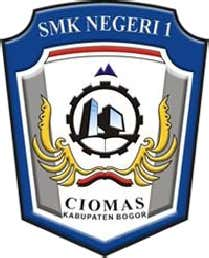 SMK NEGERI 1
CIOMAS
KABUPATEN BOGOR